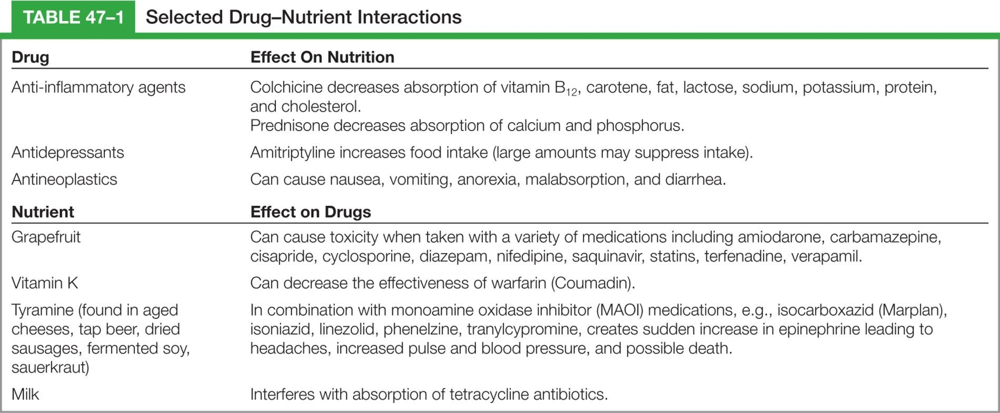 TABLE 47–1 Selected Drug–Nutrient Interactions
Drug Effect On Nutrition
Anti-inflammatory agents Colchicine decreases absorption of vitamin B12, carotene, fat, lactose, sodium, potassium, protein,
and cholesterol.
Prednisone decreases absorption of calcium and phosphorus.
Antidepressants Amitriptyline increases food intake (large amounts may suppress intake).
Antineoplastics Can cause nausea, vomiting, anorexia, malabsorption, and diarrhea.
Nutrient Effect on Drugs
Grapefruit Can cause toxicity when taken with a variety of medications including amiodarone, carbamazepine,
cisapride, cyclosporine, diazepam, nifedipine, saquinavir, statins, terfenadine, verapamil.
Vitamin K Can decrease the effectiveness of warfarin (Coumadin).
Tyramine (found in aged In combination with monoamine oxidase inhibitor (MAOI) medications, e.g., isocarboxazid (Marplan),
cheeses, tap beer, dried isoniazid, linezolid, phenelzine, tranylcypromine, creates sudden increase in epinephrine leading to
sausages, fermented soy, headaches, increased pulse and blood pressure, and possible death.
sauerkraut)
Milk Interferes with absorption of tetracycline antibiotics.